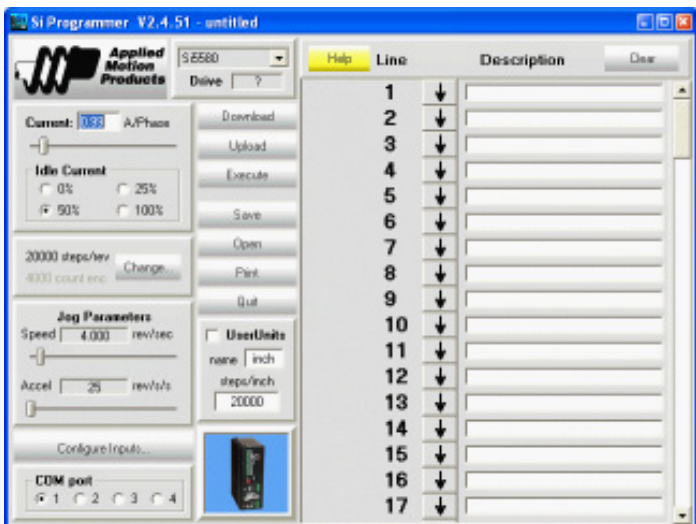 Si Programmer V2.4.51 - untitled
Applied
Motion
Products
Si5580
Drive ?
Help Line Description Clear
Current: 0.99 A/Phase
Idle Current
0% 25%
50% 100%
20000 steps/rev
4000 count enc
Change...
Jog Parameters
Speed 4.000 rev/sec
Accel 25 rev/s/s
Configure Inputs...
COM port
1 2 3 4
Download
Upload
Execute
Save
Open
Print
Quit
UserUnits
name inch
steps/inch
20000
1
2
3
4
5
6
7
8
9
10
11
12
13
14
15
16
17